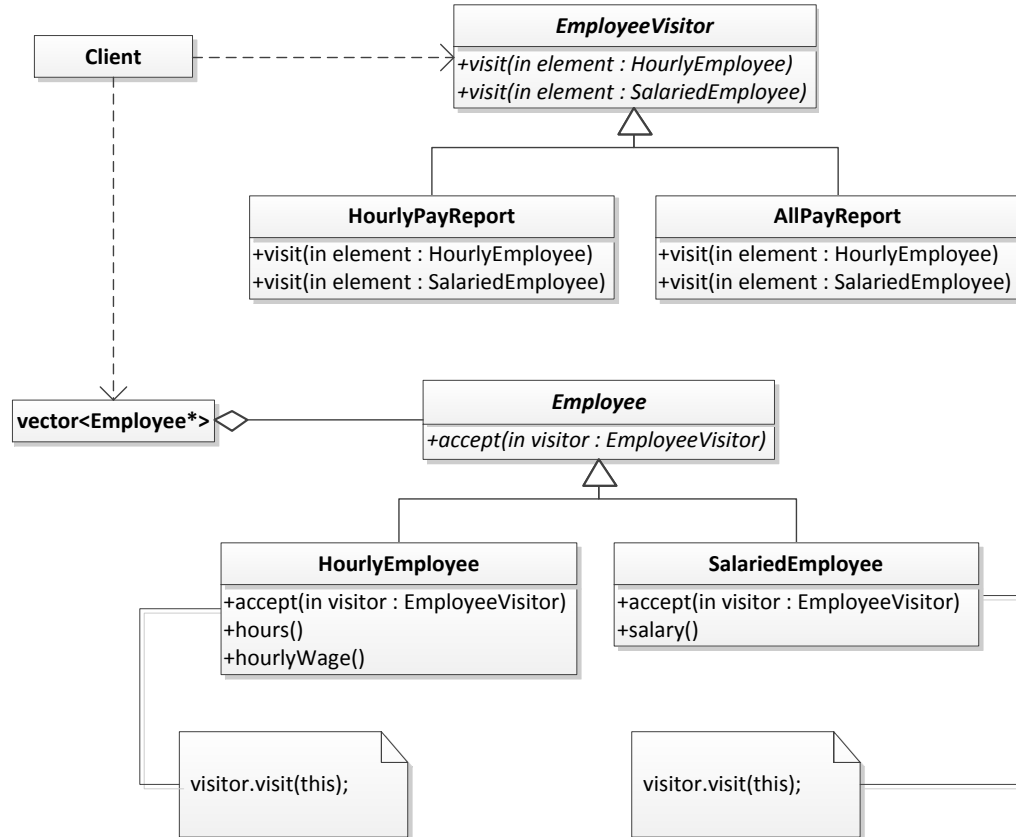 EmployeeVisitor
Client
+visit(in element : HourlyEmployee)
+visit(in element : SalariedEmployee)
HourlyPayReport
+visit(in element : HourlyEmployee)
+visit(in element : SalariedEmployee)
AllPayReport
+visit(in element : HourlyEmployee)
+visit(in element : SalariedEmployee)
vector<Employee*>
Employee
+accept(in visitor : EmployeeVisitor)
HourlyEmployee
+accept(in visitor : EmployeeVisitor)
+hours()
+hourlyWage()
SalariedEmployee
+accept(in visitor : EmployeeVisitor)
+salary()
visitor.visit(this);
visitor.visit(this);